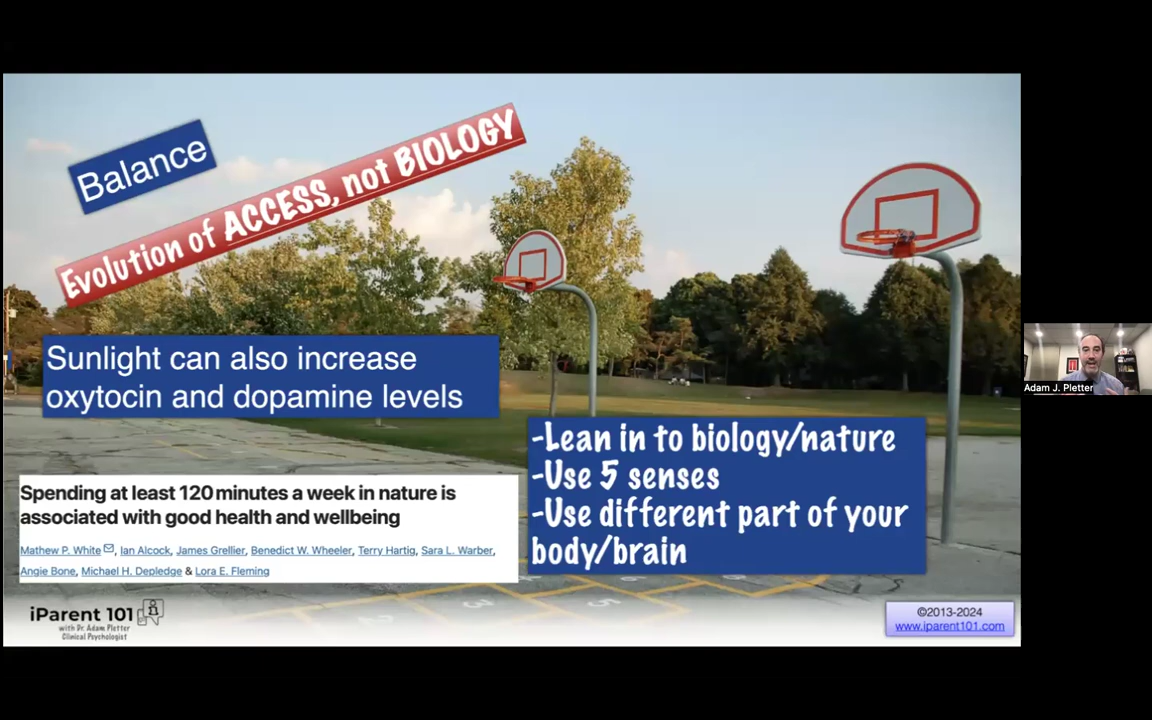 Balance
Evolution of ACCESS, not BIOLOGY
Sunlight can also increase
oxytocin and dopamine levels
-Lean in to biology/nature
-Use 5 senses
-Use different part of your
body/brain
Spending at least 120 minutes a week in nature is
associated with good health and wellbeing
Mathew P. White, Ian Alcock, James Grellier, Benedict W. Wheeler, Terry Hartig, Sara L. Warber,
Angie Bone, Michael H. Depledge & Lora E. Fleming
iParent 101
with Dr. Adam Pletter
Clinical Psychologist
©2013-2024
www.iparent101.com
Adam J. Pletter